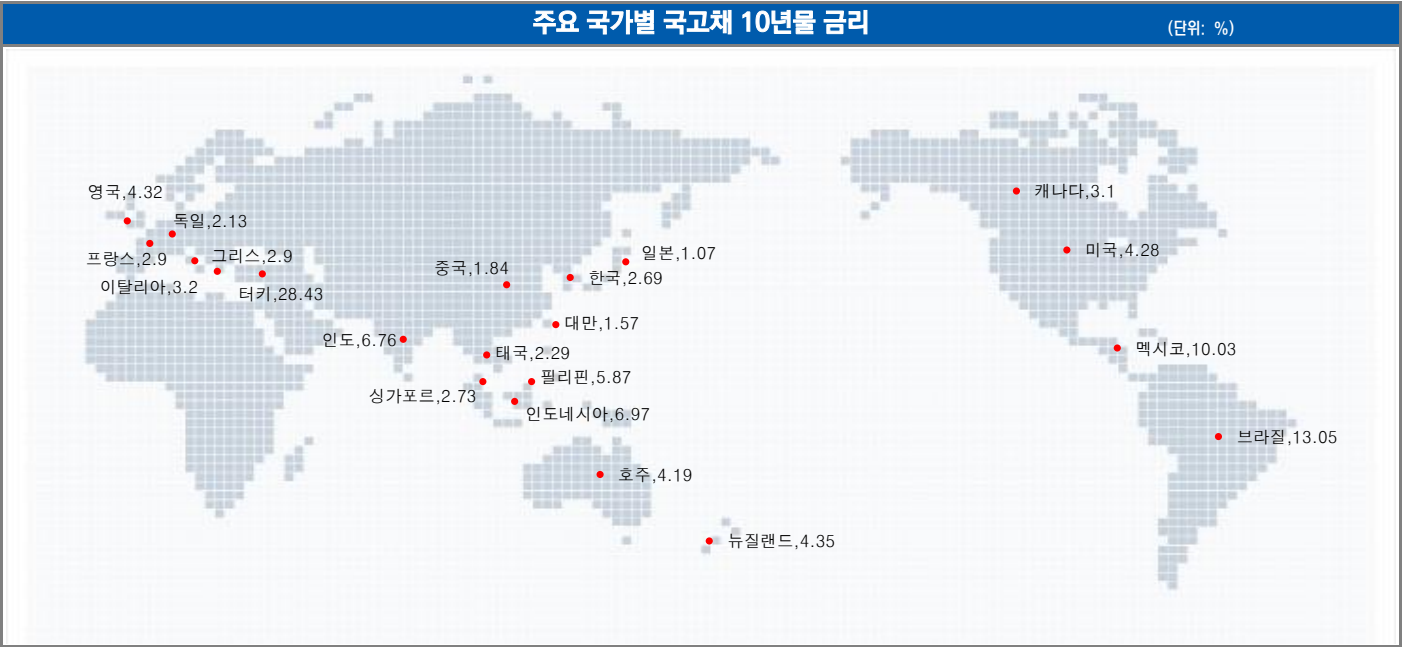 주요 국가별 국고채 10년물 금리
(단위: %)
영국,4.32
캐나다,3.1
독일,2.13
미국,4.28
프랑스,2.9
그리스,2.9
일본,1.07
중국,1.84
한국,2.69
이탈리아,3.2
터키,28.43
대만,1.57
인도,6.76
태국,2.29
멕시코,10.03
필리핀,5.87
싱가포르,2.73
인도네시아,6.97
브라질,13.05
호주,4.19
뉴질랜드,4.35